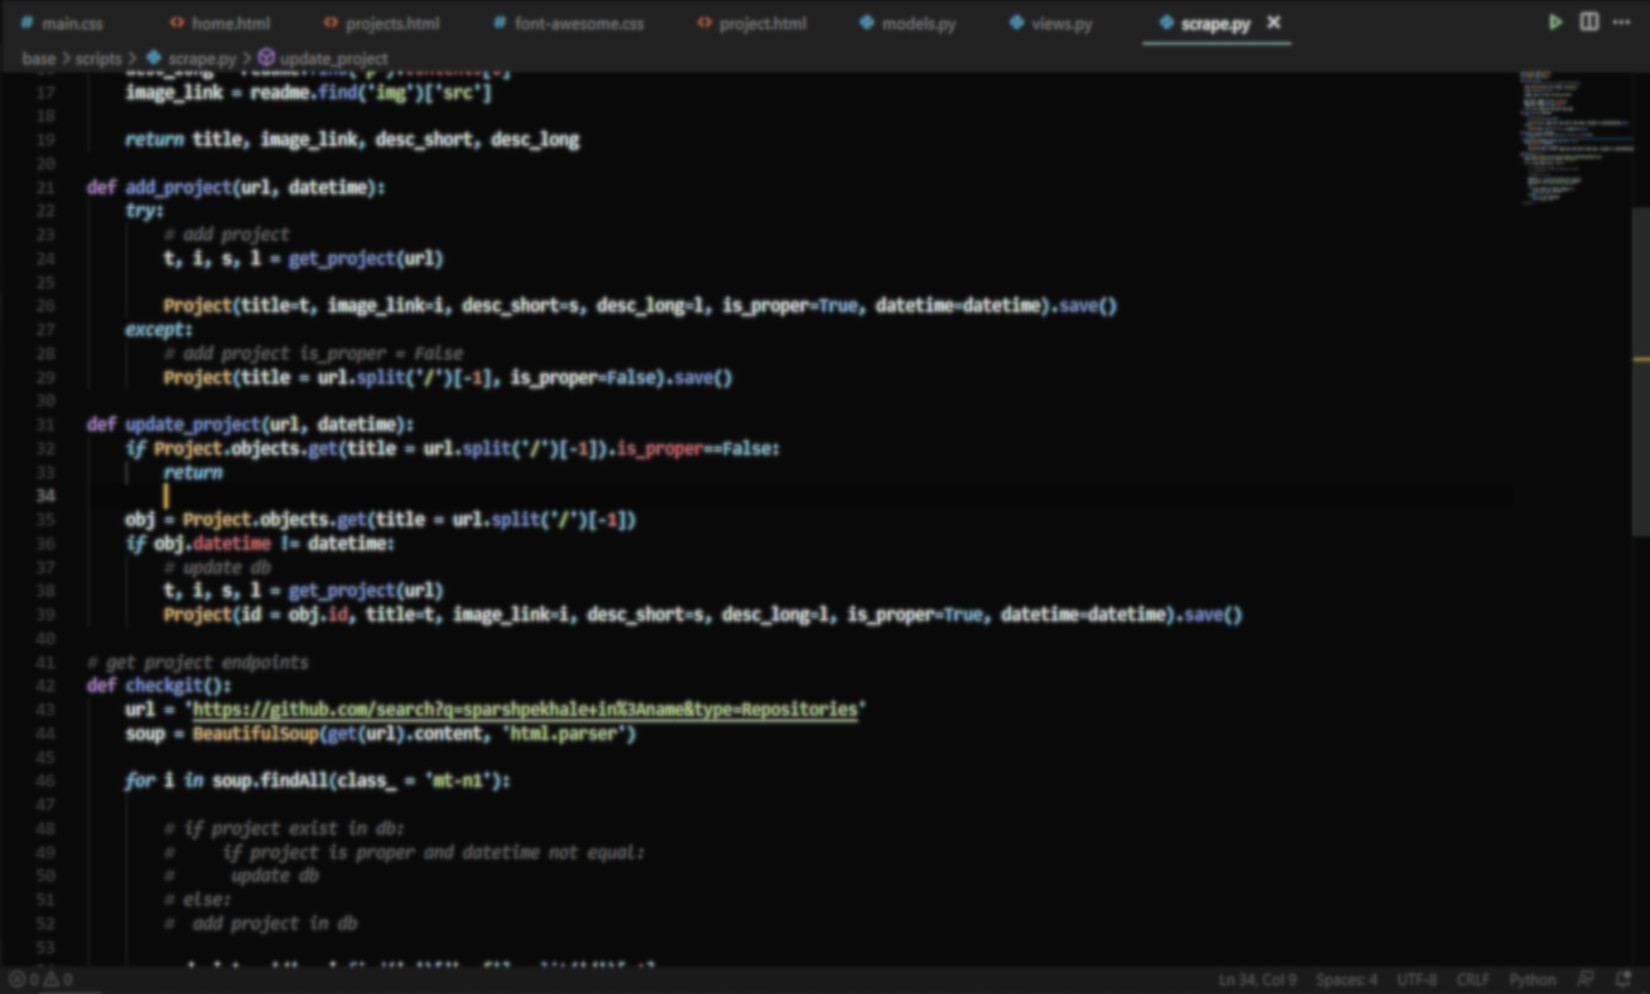 main.css home.html projects.html font-awesome.css project.html models.py views.py scrape.py
base > scripts > scrape.py > update_project
17 image_link = readme.find('img')['src']
18
19 return title, image_link, desc_short, desc_long
20
21 def add_project(url, datetime):
22 try:
23 # add project
24 t, i, s, l = get_project(url)
25
26 Project(title=t, image_link=i, desc_short=s, desc_long=l, is_proper=True, datetime=datetime).save()
27 except:
28 # add project is_proper = False
29 Project(title = url.split('/')[-1], is_proper=False).save()
30
31 def update_project(url, datetime):
32 if Project.objects.get(title = url.split('/')[-1]).is_proper==False:
33 return
34
35 obj = Project.objects.get(title = url.split('/')[-1])
36 if obj.datetime != datetime:
37 # update db
38 t, i, s, l = get_project(url)
39 Project(id = obj.id, title=t, image_link=i, desc_short=s, desc_long=l, is_proper=True, datetime=datetime).save()
40
41 # get project endpoints
42 def checkgit():
43 url = 'https://github.com/search?q=sparshpekhale+in%3Aname&type=Repositories'
44 soup = BeautifulSoup(get(url).content, 'html.parser')
45
46 for i in soup.findAll(class_ = 'mt-n1'):
47
48 # if project exist in db:
49 # if project is proper and datetime not equal:
50 # update db
51 # else:
52 # add project in db
53
0 0 Ln 34, Col 9 Spaces: 4 UTF-8 CRLF Python